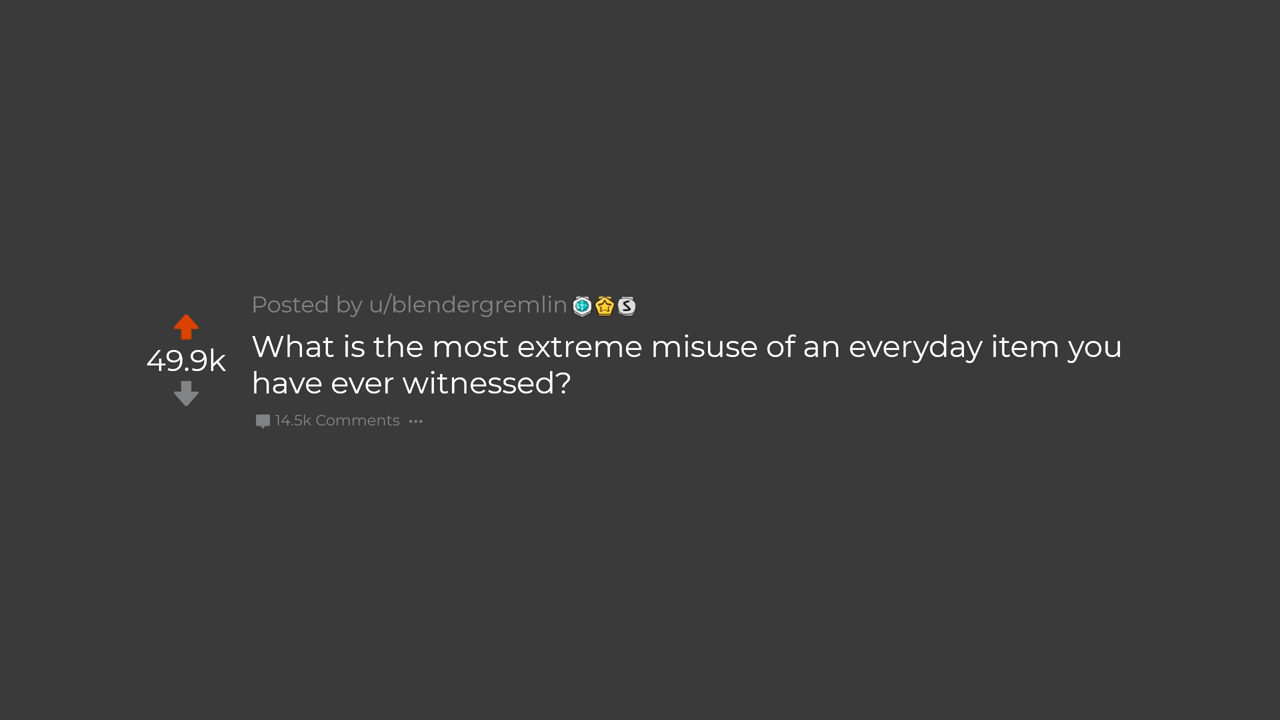 Posted by u/blendergremlin
49.9k
What is the most extreme misuse of an everyday item you
have ever witnessed?
14.5k Comments